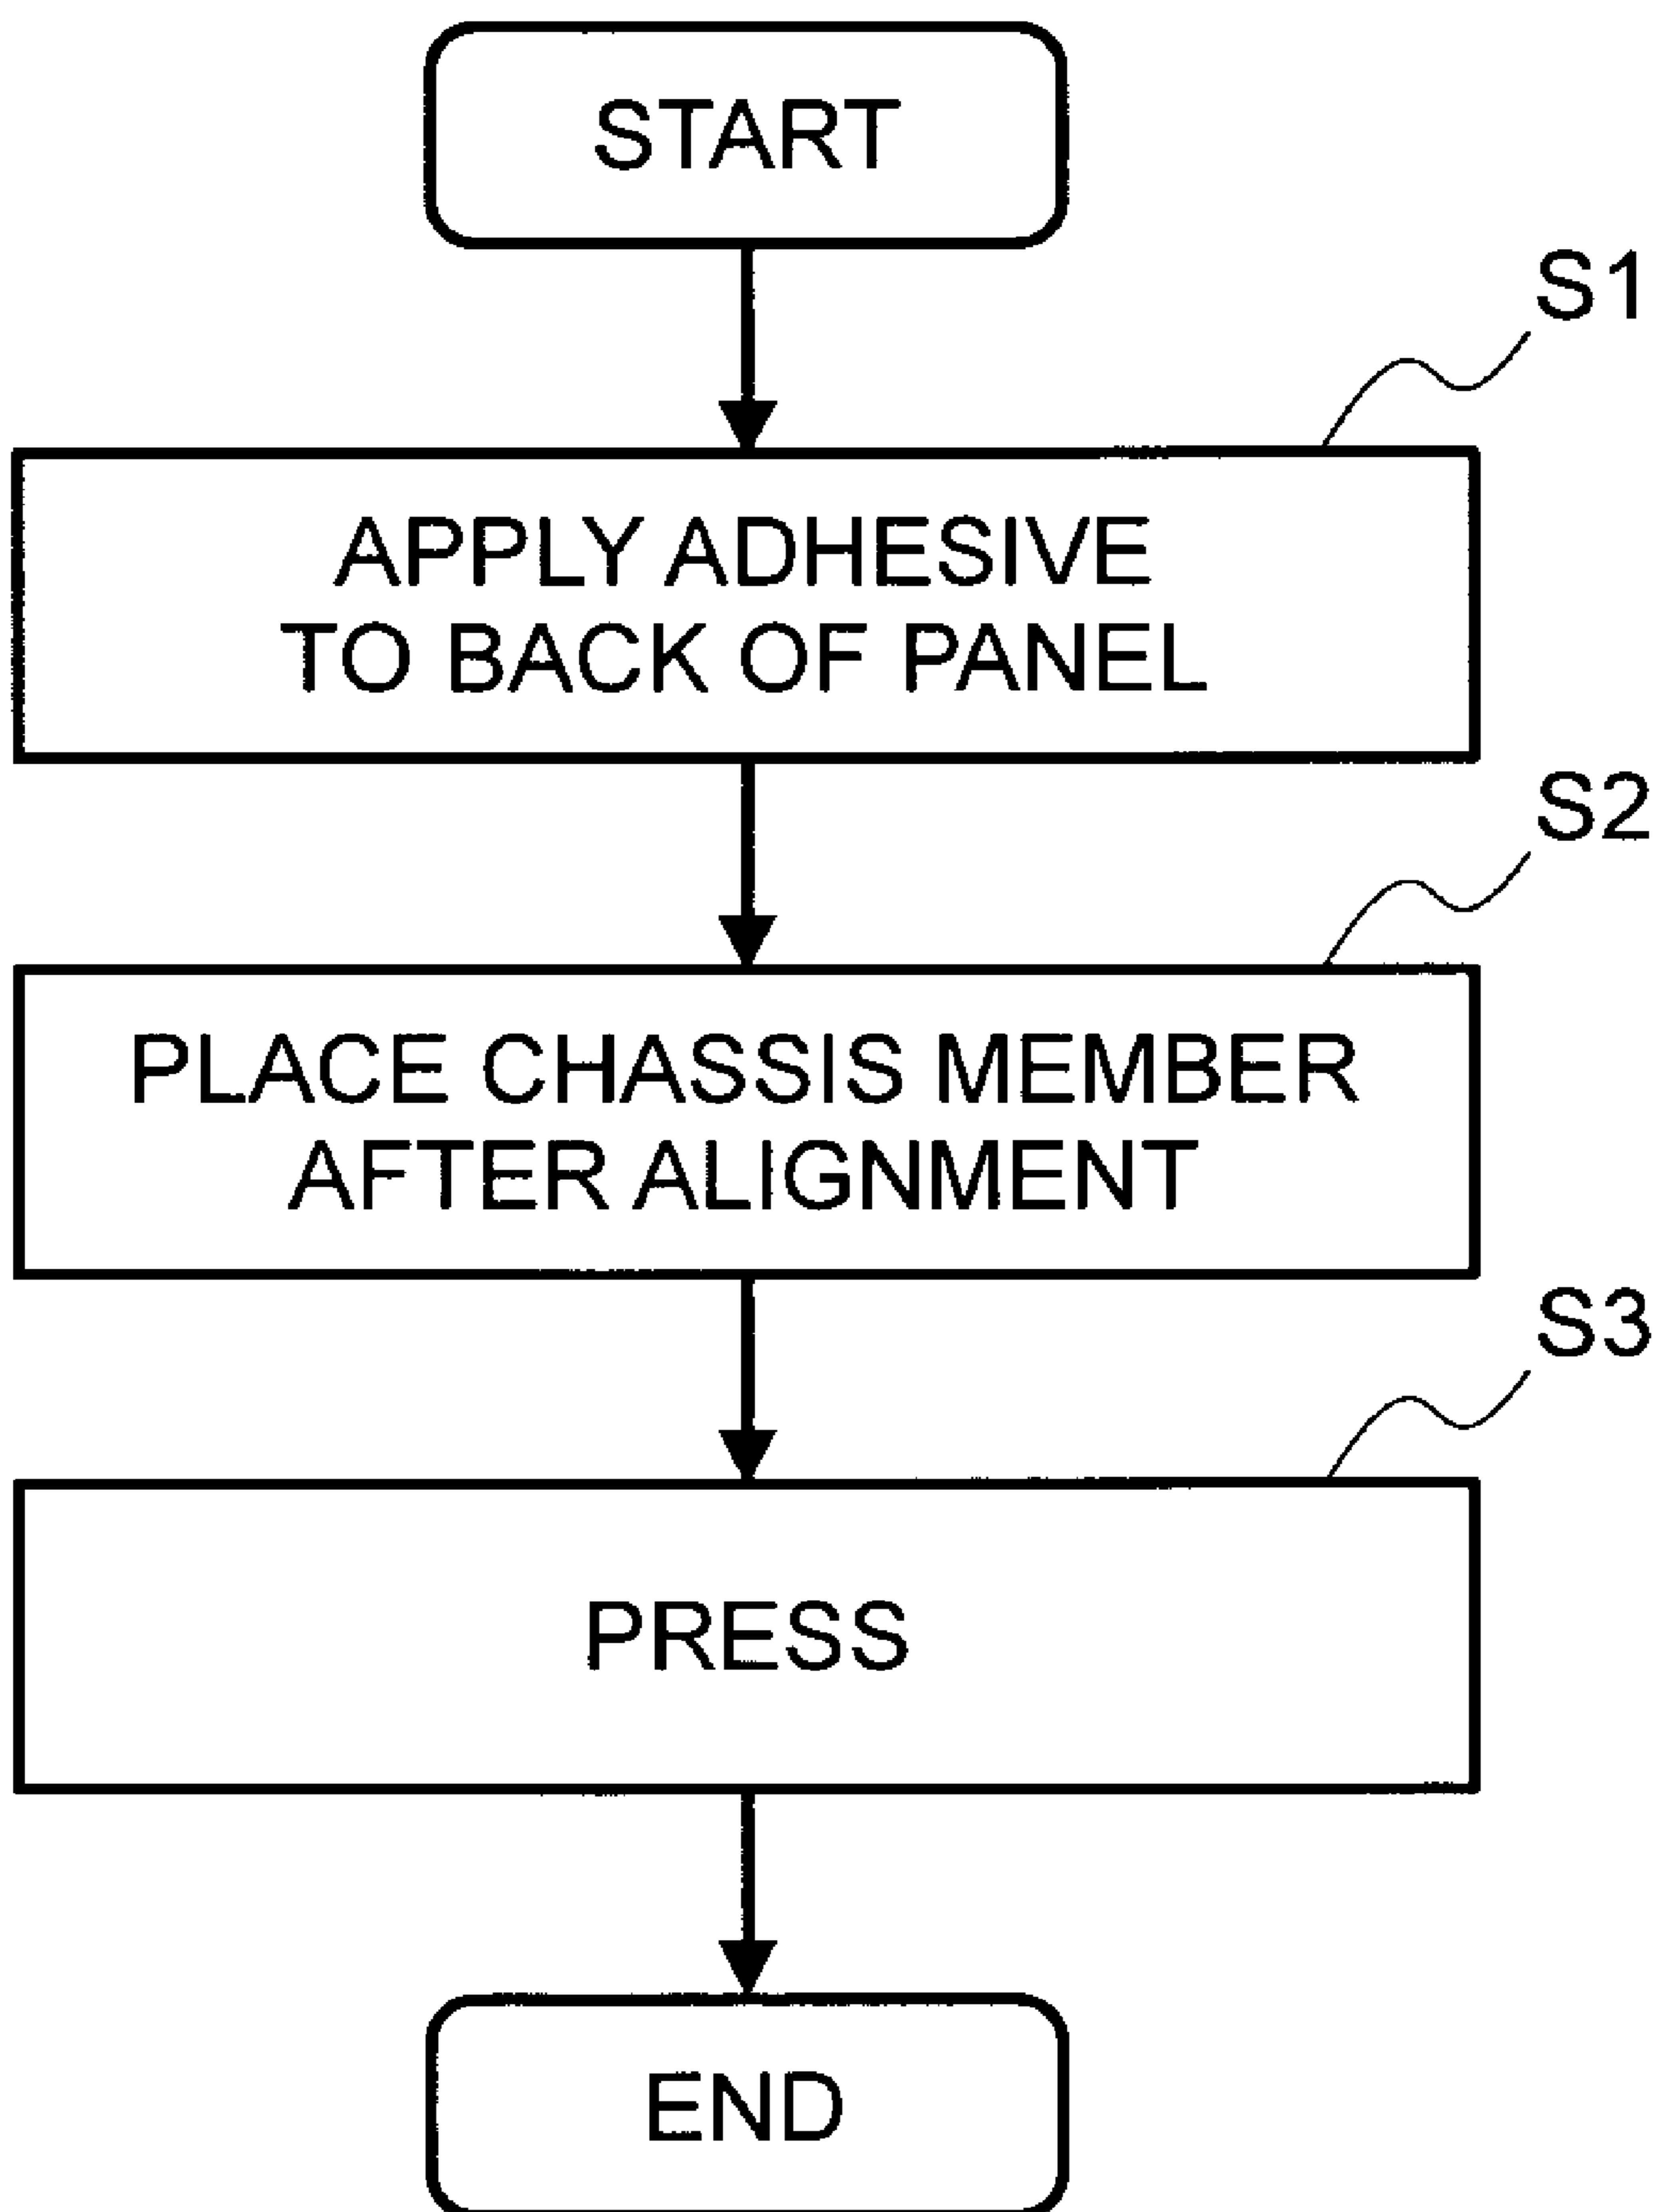 START
S1
APPLY ADHESIVE
TO BACK OF PANEL
S2
PLACE CHASSIS MEMBER
AFTER ALIGNMENT
S3
PRESS
END